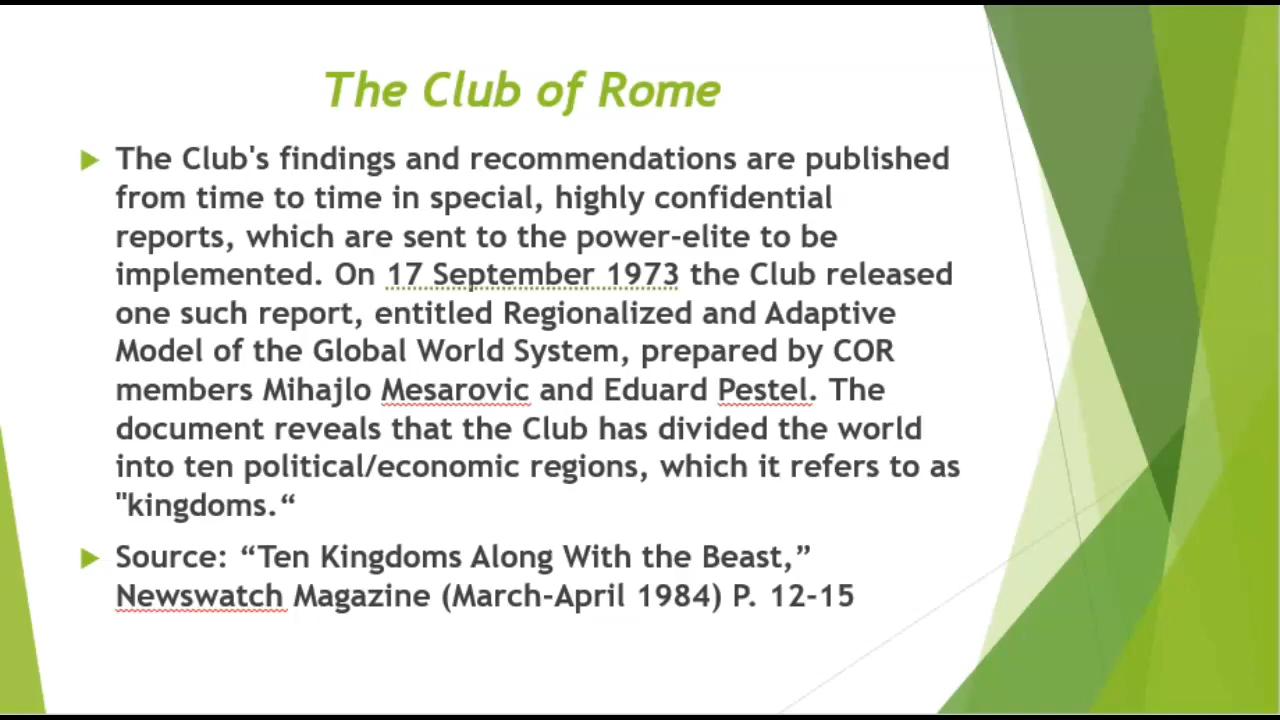 The Club of Rome
The Club's findings and recommendations are published
from time to time in special, highly confidential
reports, which are sent to the power-elite to be
implemented. On 17 September 1973 the Club released
one such report, entitled Regionalized and Adaptive
Model of the Global World System, prepared by COR
members Mihajlo Mesarovic and Eduard Pestel. The
document reveals that the Club has divided the world
into ten political/economic regions, which it refers to as
"kingdoms.“
Source: “Ten Kingdoms Along With the Beast,”
Newswatch Magazine (March-April 1984) P. 12-15